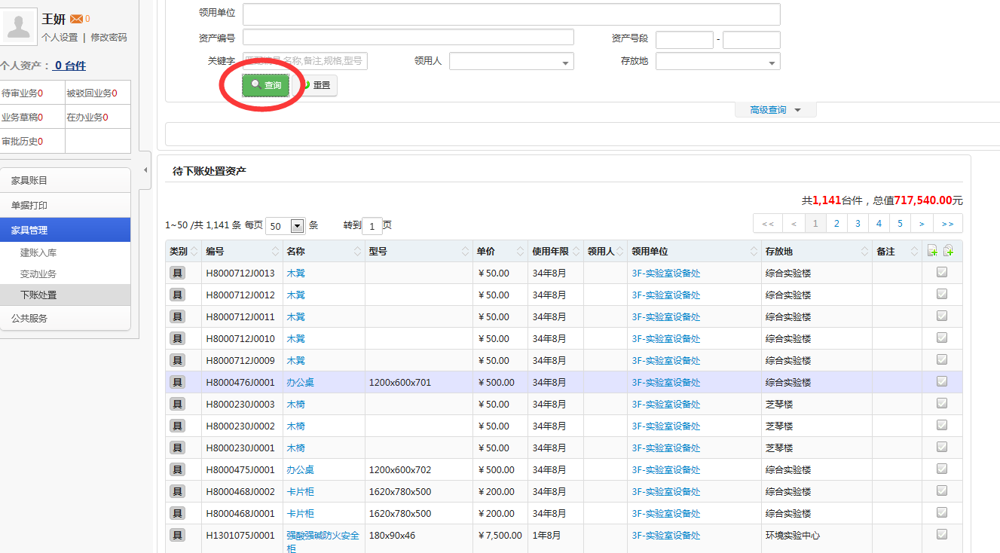 王妍 0
个人设置 | 修改密码
个人资产： 0 台件
待审业务0 被驳回业务0
业务草稿0 在办业务0
审批历史0
家具账目
单据打印
家具管理
建账入库
变动业务
下账处置
公共服务
领用单位
资产编号 资产号段 -
关键字 名称,备注,规格,型号 领用人 存放地
查询 重置
高级查询
待下账处置资产
共1,141台件，总值717,540.00元
1~50 /共 1,141 条 每页 50 条 转到 1 页 << < 1 2 3 4 5 > >>
类别 编号 名称 型号 单价 使用年限 领用人 领用单位 存放地 备注
具 H8000712J0013 木凳 ￥50.00 34年8月 3F-实验室设备处 综合实验楼
具 H8000712J0012 木凳 ￥50.00 34年8月 3F-实验室设备处 综合实验楼
具 H8000712J0011 木凳 ￥50.00 34年8月 3F-实验室设备处 综合实验楼
具 H8000712J0010 木凳 ￥50.00 34年8月 3F-实验室设备处 综合实验楼
具 H8000712J0009 木凳 ￥50.00 34年8月 3F-实验室设备处 综合实验楼
具 H8000476J0001 办公桌 1200x600x701 ￥500.00 34年8月 3F-实验室设备处 综合实验楼
具 H8000230J0003 木椅 ￥50.00 34年8月 3F-实验室设备处 芝琴楼
具 H8000230J0002 木椅 ￥50.00 34年8月 3F-实验室设备处 芝琴楼
具 H8000230J0001 木椅 ￥50.00 34年8月 3F-实验室设备处 芝琴楼
具 H8000475J0001 办公桌 1200x600x702 ￥500.00 34年8月 3F-实验室设备处 综合实验楼
具 H8000468J0002 卡片柜 1620x780x500 ￥200.00 34年8月 3F-实验室设备处 综合实验楼
具 H8000468J0001 卡片柜 1620x780x500 ￥200.00 34年8月 3F-实验室设备处 综合实验楼
具 H1301075J0001 强酸强碱防火安全 180x90x46 ￥7,500.00 1年8月 3F-实验室设备处 环境实验中心
柜